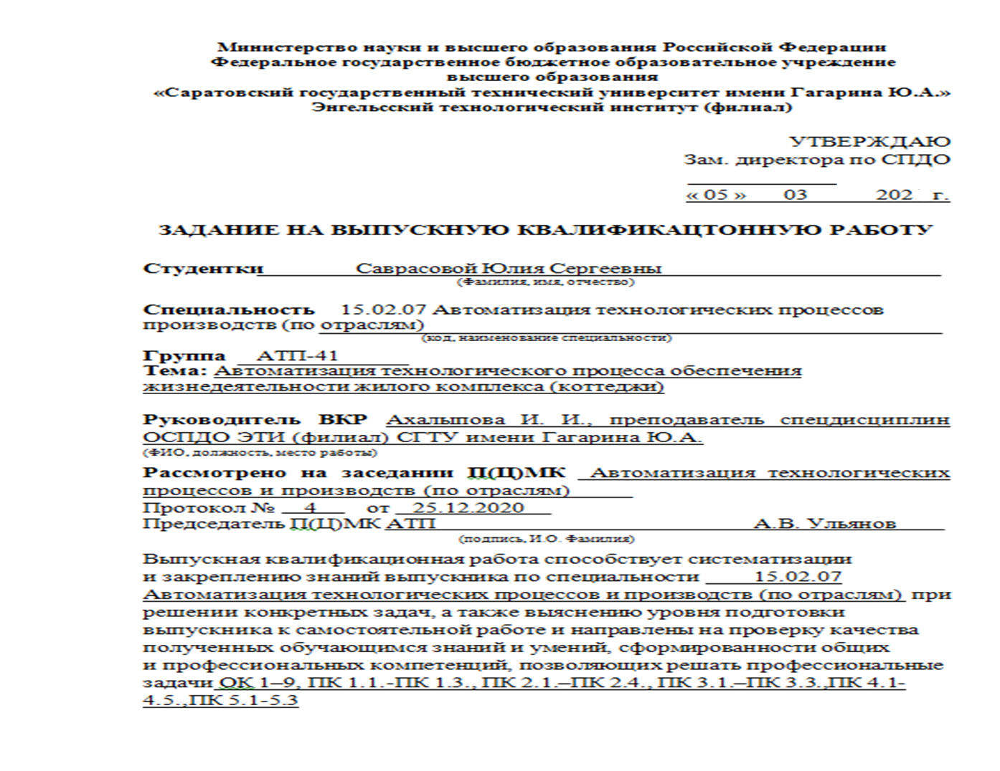 Министерство науки и высшего образования Российской Федерации
Федеральное государственное бюджетное образовательное учреждение
высшего образования
«Саратовский государственный технический университет имени Гагарина Ю.А.»
Энгельсский технологический институт (филиал)
УТВЕРЖДАЮ
Зам. директора по СПДО
« 05 » 03 202 г.
ЗАДАНИЕ НА ВЫПУСКНУЮ КВАЛИФИКАЦТОННУЮ РАБОТУ
Студентки Саврасовой Юлия Сергеевны
(Фамилия, имя, отчество)
Специальность 15.02.07 Автоматизация технологических процессов
производств (по отраслям)
(код, наименование специальности)
Группа АТП-41
Тема: Автоматизация технологического процесса обеспечения
жизнедеятельности жилого комплекса (коттеджи)
Руководитель ВКР Ахалыпова И. И., преподаватель спецдисциплин
ОСПДО ЭТИ (филиал) СГТУ имени Гагарина Ю.А.
(ФИО, должность, место работы)
Рассмотрено на заседании П(Ц)МК Автоматизация технологических
процессов и производств (по отраслям)
Протокол № 4 от 25.12.2020
Председатель П(Ц)МК АТП А.В. Ульянов
(подпись, И.О. Фамилия)
Выпускная квалификационная работа способствует систематизации
и закреплению знаний выпускника по специальности 15.02.07
Автоматизация технологических процессов и производств (по отраслям) при
решении конкретных задач, а также выяснению уровня подготовки
выпускника к самостоятельной работе и направлены на проверку качества
полученных обучающимся знаний и умений, сформированности общих
и профессиональных компетенций, позволяющих решать профессиональные
задачи ОК 1–9, ПК 1.1.-ПК 1.3., ПК 2.1.–ПК 2.4., ПК 3.1.–ПК 3.3.,ПК 4.1-
4.5.,ПК 5.1-5.3